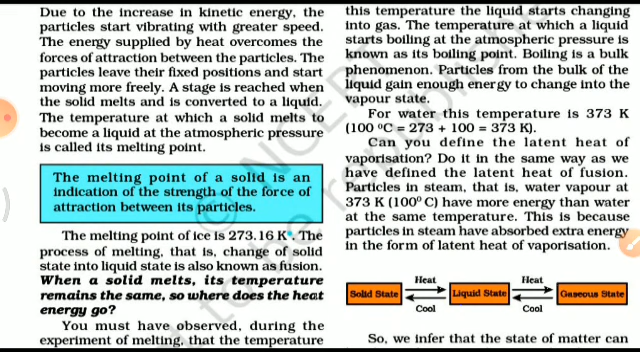 Due to the increase in kinetic energy, the
particles start vibrating with greater speed.
The energy supplied by heat overcomes the
forces of attraction between the particles. The
particles leave their fixed positions and start
moving more freely. A stage is reached when
the solid melts and is converted to a liquid.
The temperature at which a solid melts to
become a liquid at the atmospheric pressure
is called its melting point.
The melting point of a solid is an
indication of the strength of the force of
attraction between its particles.
The melting point of ice is 273.16 K*. The
process of melting, that is, change of solid
state into liquid state is also known as fusion.
When a solid melts, its temperature
remains the same, so where does the heat
energy go?
You must have observed, during the
experiment of melting, that the temperature
this temperature the liquid starts changing
into gas. The temperature at which a liquid
starts boiling at the atmospheric pressure is
known as its boiling point. Boiling is a bulk
phenomenon. Particles from the bulk of the
liquid gain enough energy to change into the
vapour state.
For water this temperature is 373 K
(100 ⁰C = 273 + 100 = 373 K).
Can you define the latent heat of
vaporisation? Do it in the same way as we
have defined the latent heat of fusion.
Particles in steam, that is, water vapour at
373 K (100⁰ C) have more energy than water
at the same temperature. This is because
particles in steam have absorbed extra energy
in the form of latent heat of vaporisation.
Heat Heat
Solid State Liquid State Gaseous State
Cool Cool
So, we infer that the state of matter can